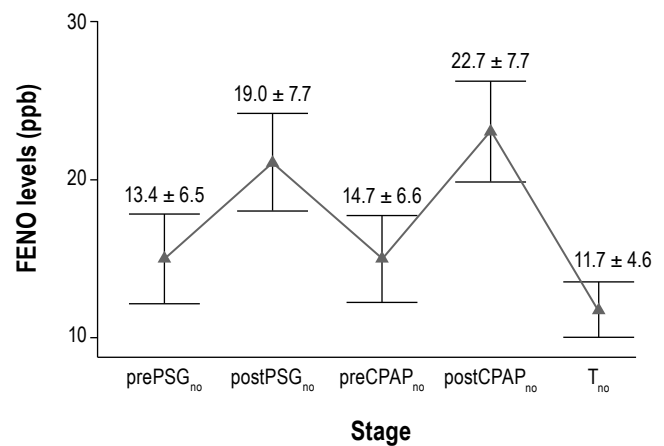 30
20
10
FENO levels (ppb)
13.4 ± 6.5
19.0 ± 7.7
14.7 ± 6.6
22.7 ± 7.7
11.7 ± 4.6
prePSGno postPSGno preCPAPno postCPAPno Tno
Stage